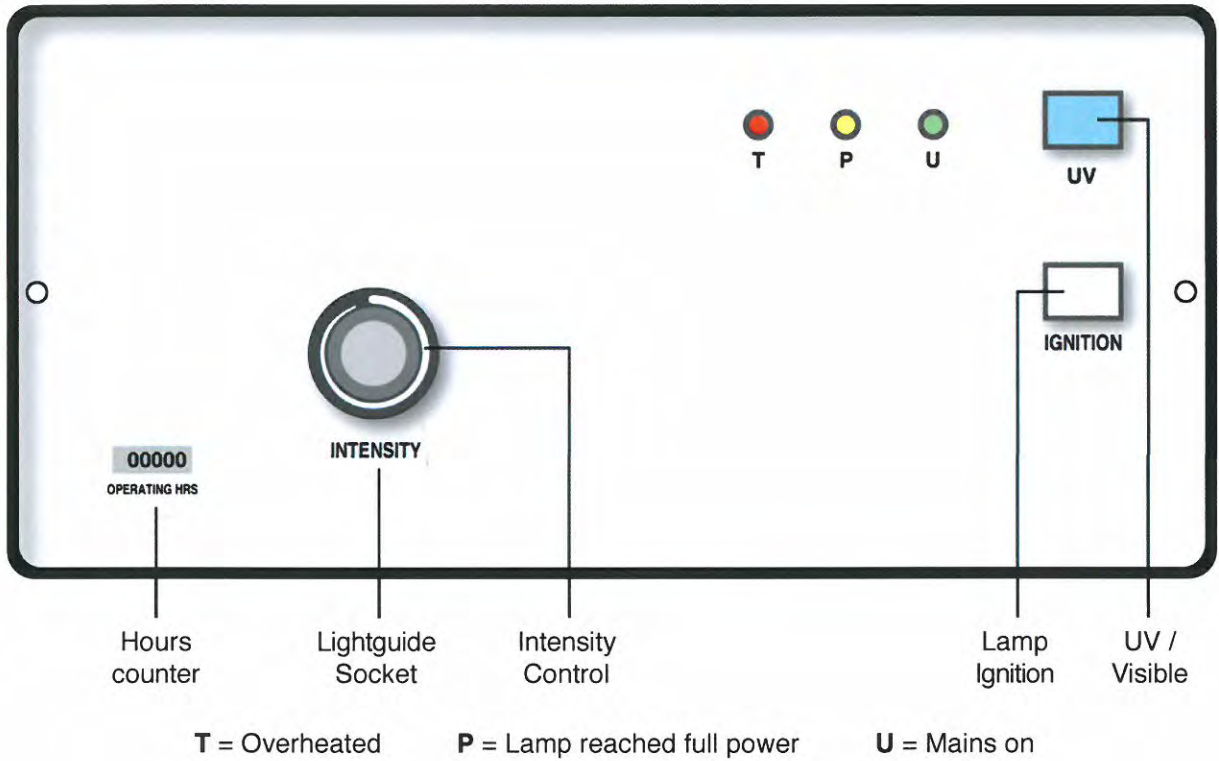 T P U
UV
IGNITION
INTENSITY
00000
OPERATING HRS
Hours
counter
Lightguide
Socket
Intensity
Control
Lamp
Ignition
UV /
Visible
T = Overheated P = Lamp reached full power U = Mains on